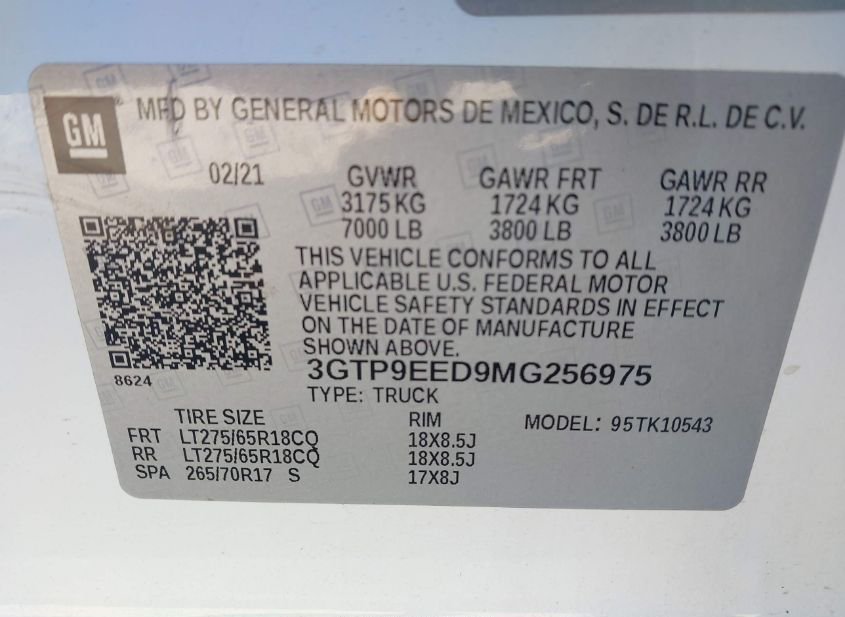 GM
MFD BY GENERAL MOTORS DE MEXICO, S. DE R.L. DE C.V.
02/21 GVWR GAWR FRT GAWR RR
3175 KG 1724 KG 1724 KG
7000 LB 3800 LB 3800 LB
THIS VEHICLE CONFORMS TO ALL
APPLICABLE U.S. FEDERAL MOTOR
VEHICLE SAFETY STANDARDS IN EFFECT
ON THE DATE OF MANUFACTURE
SHOWN ABOVE.
8624
3GTP9EED9MG256975
TYPE: TRUCK
TIRE SIZE RIM MODEL: 95TK10543
FRT LT275/65R18CQ 18X8.5J
RR LT275/65R18CQ 18X8.5J
SPA 265/70R17 S 17X8J